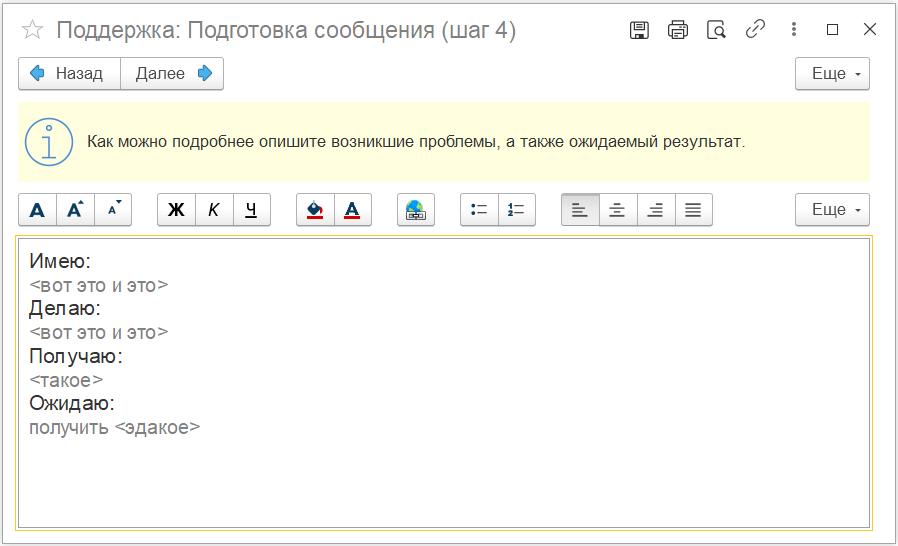 Поддержка: Подготовка сообщения (шаг 4)
Назад Далее Еще
Как можно подробнее опишите возникшие проблемы, а также ожидаемый результат.
А А А Ж К Ч А Еще
Имею:
<вот это и это>
Делаю:
<вот это и это>
Получаю:
<такое>
Ожидаю:
получить <эдакое>